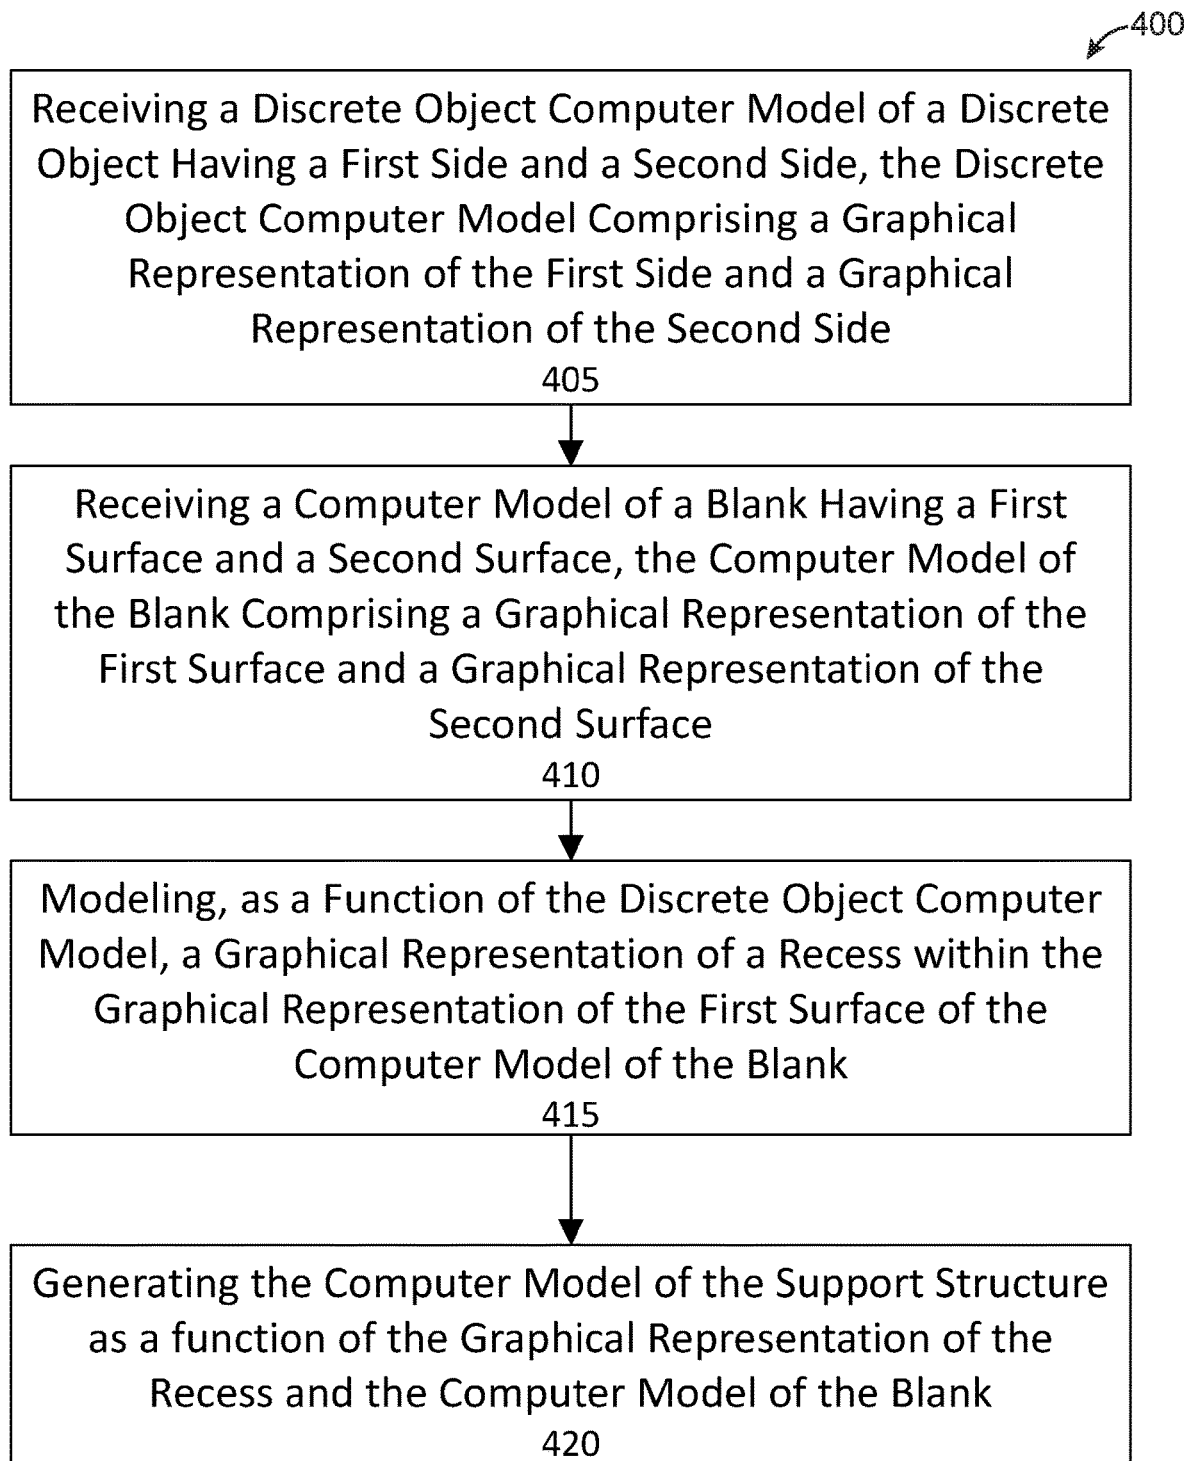 400
Receiving a Discrete Object Computer Model of a Discrete
Object Having a First Side and a Second Side, the Discrete
Object Computer Model Comprising a Graphical
Representation of the First Side and a Graphical
Representation of the Second Side
405
Receiving a Computer Model of a Blank Having a First
Surface and a Second Surface, the Computer Model of
the Blank Comprising a Graphical Representation of the
First Surface and a Graphical Representation of the
Second Surface
410
Modeling, as a Function of the Discrete Object Computer
Model, a Graphical Representation of a Recess within the
Graphical Representation of the First Surface of the
Computer Model of the Blank
415
Generating the Computer Model of the Support Structure
as a function of the Graphical Representation of the
Recess and the Computer Model of the Blank
420